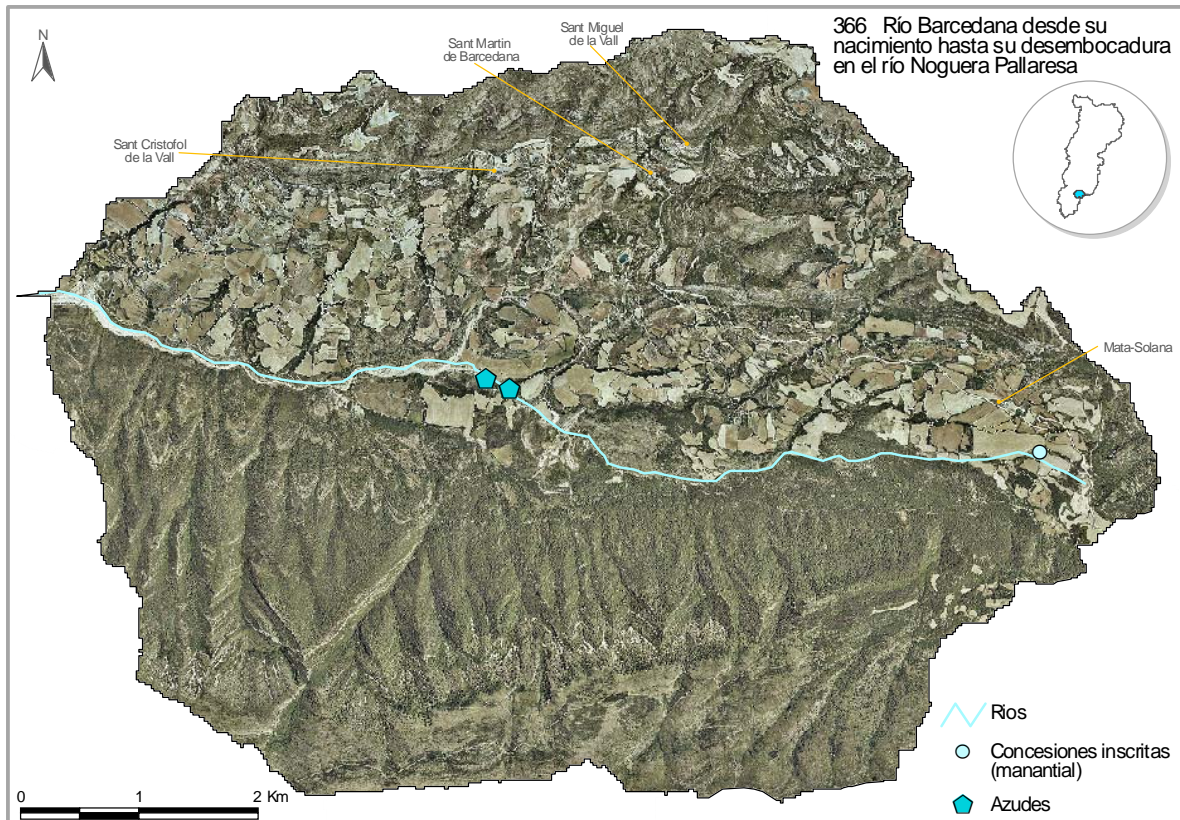 366 Río Barcedana desde su
nacimiento hasta su desembocadura
en el río Noguera Pallaresa
N
Sant Miguel
de la Vall
Sant Martin
de Barcedana
Sant Cristofol
de la Vall
Mata-Solana
Rios
Concesiones inscritas
(manantial)
Azudes
0 1 2 Km